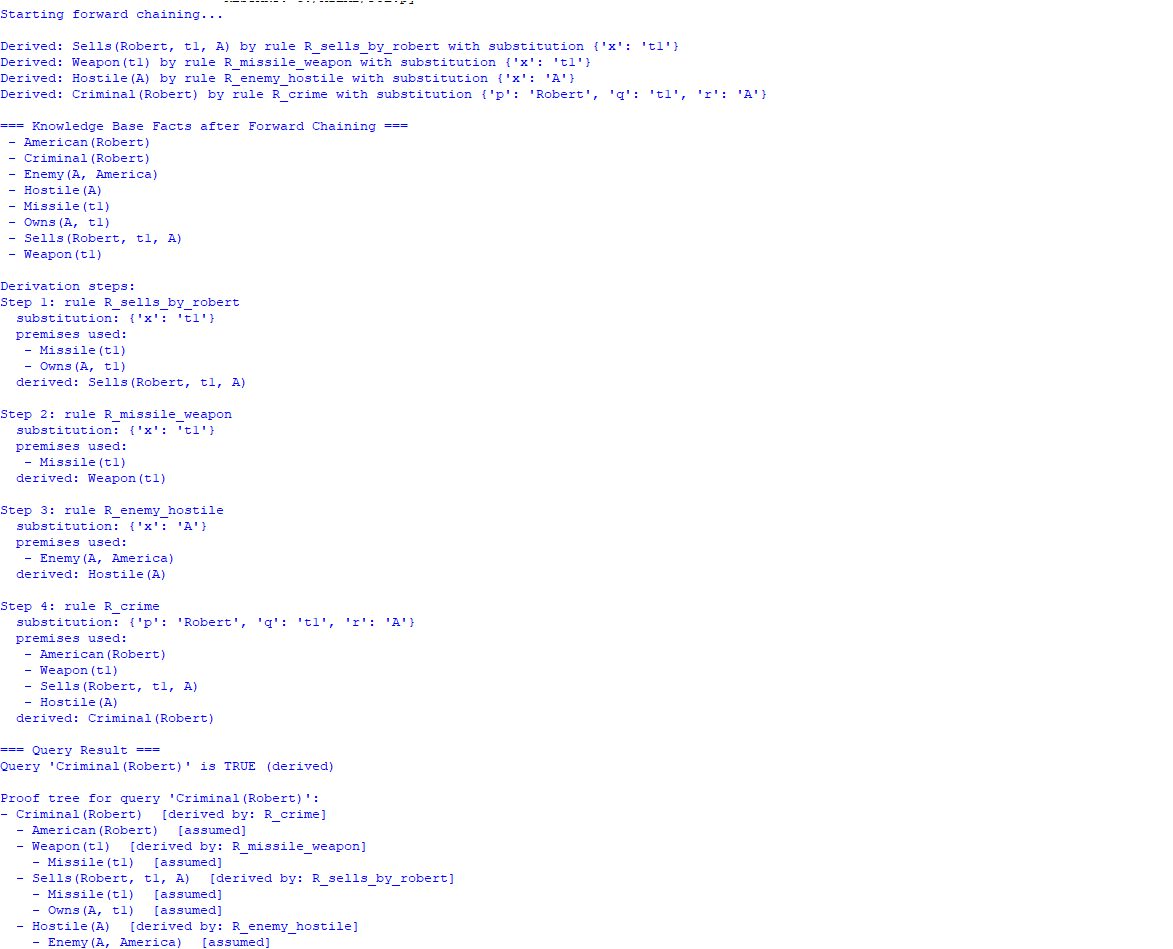 Starting forward chaining...
Derived: Sells(Robert, t1, A) by rule R_sells_by_robert with substitution {'x': 't1'}
Derived: Weapon(t1) by rule R_missile_weapon with substitution {'x': 't1'}
Derived: Hostile(A) by rule R_enemy_hostile with substitution {'x': 'A'}
Derived: Criminal(Robert) by rule R_crime with substitution {'p': 'Robert', 'q': 't1', 'r': 'A'}
=== Knowledge Base Facts after Forward Chaining ===
- American(Robert)
- Criminal(Robert)
- Enemy(A, America)
- Hostile(A)
- Missile(t1)
- Owns(A, t1)
- Sells(Robert, t1, A)
- Weapon(t1)
Derivation steps:
Step 1: rule R_sells_by_robert
substitution: {'x': 't1'}
premises used:
- Missile(t1)
- Owns(A, t1)
derived: Sells(Robert, t1, A)
Step 2: rule R_missile_weapon
substitution: {'x': 't1'}
premises used:
- Missile(t1)
derived: Weapon(t1)
Step 3: rule R_enemy_hostile
substitution: {'x': 'A'}
premises used:
- Enemy(A, America)
derived: Hostile(A)
Step 4: rule R_crime
substitution: {'p': 'Robert', 'q': 't1', 'r': 'A'}
premises used:
- American(Robert)
- Weapon(t1)
- Sells(Robert, t1, A)
- Hostile(A)
derived: Criminal(Robert)
=== Query Result ===
Query 'Criminal(Robert)' is TRUE (derived)
Proof tree for query 'Criminal(Robert)':
- Criminal(Robert)  [derived by: R_crime]
- American(Robert)  [assumed]
- Weapon(t1)  [derived by: R_missile_weapon]
- Missile(t1)  [assumed]
- Sells(Robert, t1, A)  [derived by: R_sells_by_robert]
- Missile(t1)  [assumed]
- Owns(A, t1)  [assumed]
- Hostile(A)  [derived by: R_enemy_hostile]
- Enemy(A, America)  [assumed]